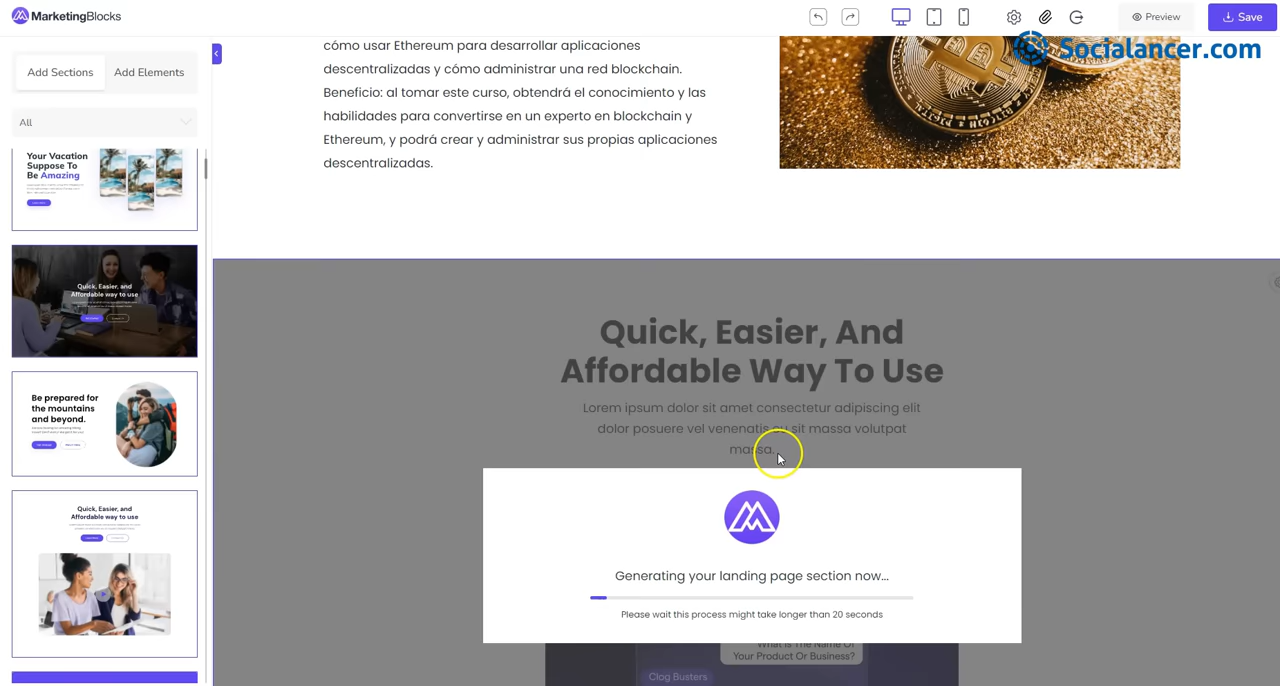 MarketingBlocks
Preview
Save
Socialancer.com
Add Sections
Add Elements
All
Your Vacation
Suppose To
Be Amazing
Quick, Easier, and
Affordable way to use
Be prepared for
the mountains
and beyond.
Quick, Easier, and
Affordable way to use
cómo usar Ethereum para desarrollar aplicaciones
descentralizadas y cómo administrar una red blockchain.
Beneficio: al tomar este curso, obtendrá el conocimiento y las
habilidades para convertirse en un experto en blockchain y
Ethereum, y podrá crear y administrar sus propias aplicaciones
descentralizadas.
Quick, Easier, And
Affordable Way To Use
Lorem ipsum dolor sit amet consectetur adipiscing elit
dolor posuere vel venenatis eu sit massa volutpat
massa.
Generating your landing page section now...
Please wait this process might take longer than 20 seconds
What Is The Name Of
Your Product Or Business?
Clog Busters